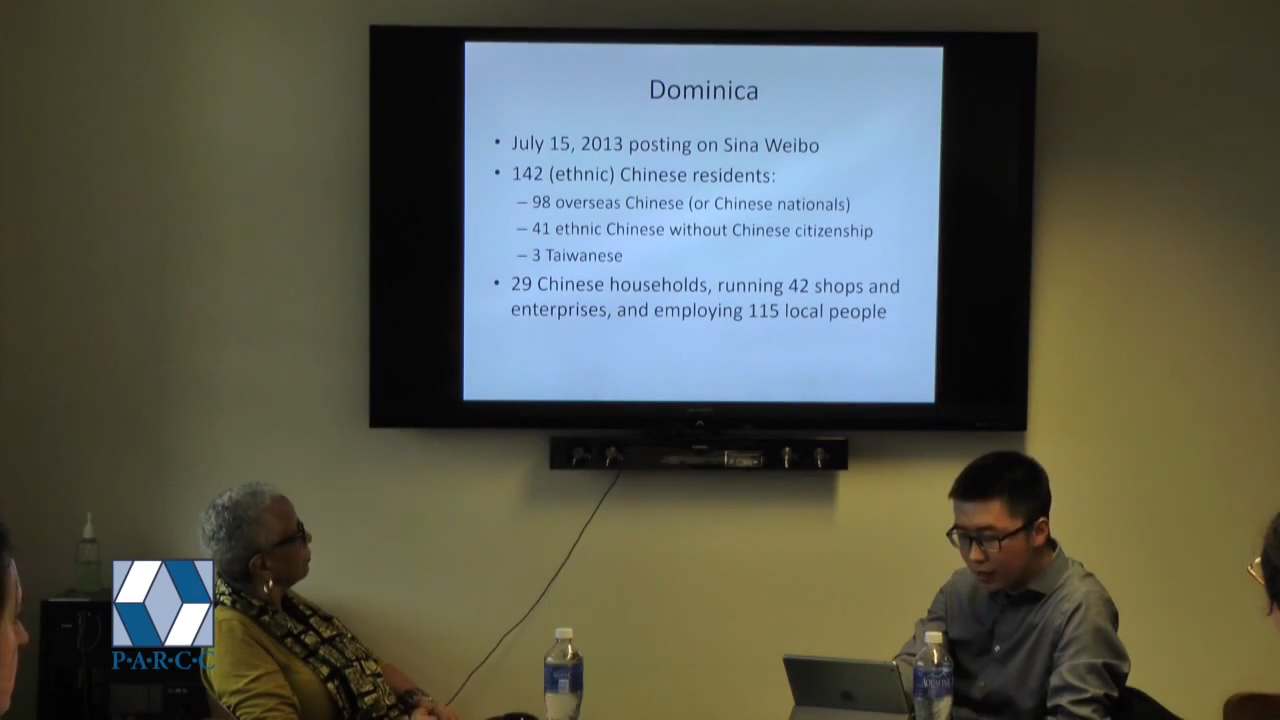 Dominica
• July 15, 2013 posting on Sina Weibo
• 142 (ethnic) Chinese residents:
– 98 overseas Chinese (or Chinese nationals)
– 41 ethnic Chinese without Chinese citizenship
– 3 Taiwanese
• 29 Chinese households, running 42 shops and
enterprises, and employing 115 local people
P·A·R·C·C
AQUAFINA